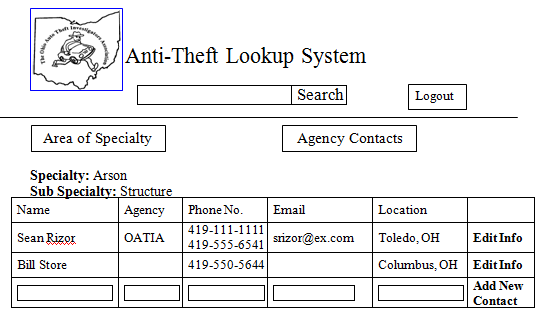 The Ohio Auto Theft Investigators Association
Anti-Theft Lookup System
Search
Logout
Area of Specialty
Agency Contacts
Specialty: Arson
Sub Specialty: Structure
Name Agency Phone No. Email Location
Sean Rizor OATIA 419-111-1111 srizor@ex.com Toledo, OH Edit Info
419-555-6541
Bill Store 419-550-5644 Columbus, OH Edit Info
Add New
Contact